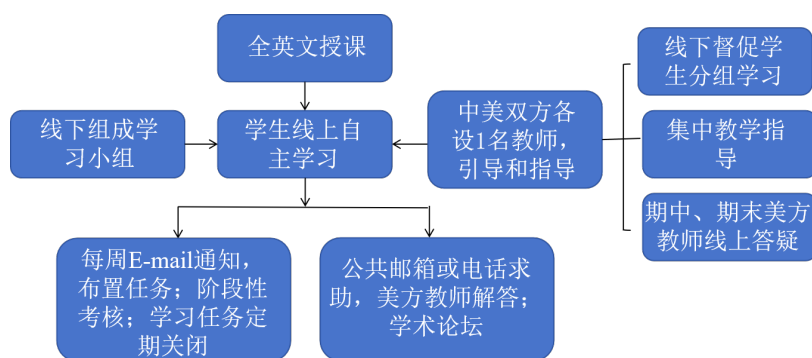 全英文授课
线下督促学
生分组学习
线下组成学
习小组
学生线上自
主学习
中美双方各
设1名教师，
引导和指导
集中教学指
导
期中、期末美方
教师线上答疑
每周E-mail通知，
布置任务；阶段性
考核；学习任务定
期关闭
公共邮箱或电话求
助，美方教师解答；
学术论坛